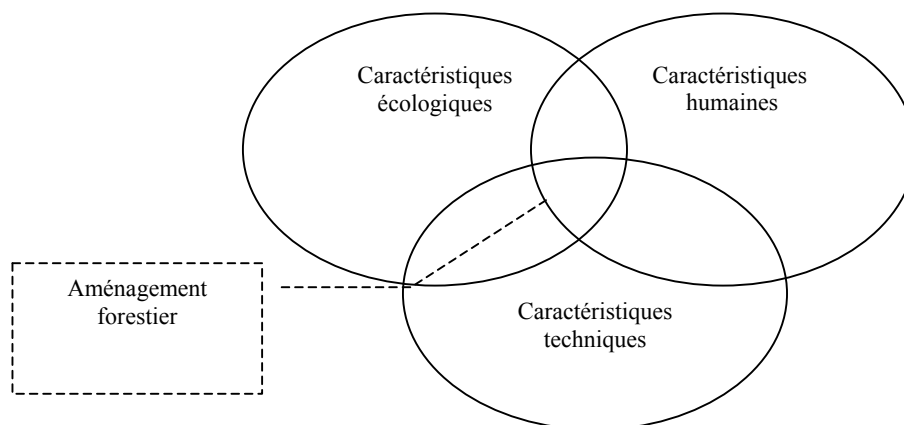 Caractéristiques
écologiques
Caractéristiques
humaines
Aménagement
forestier
Caractéristiques
techniques